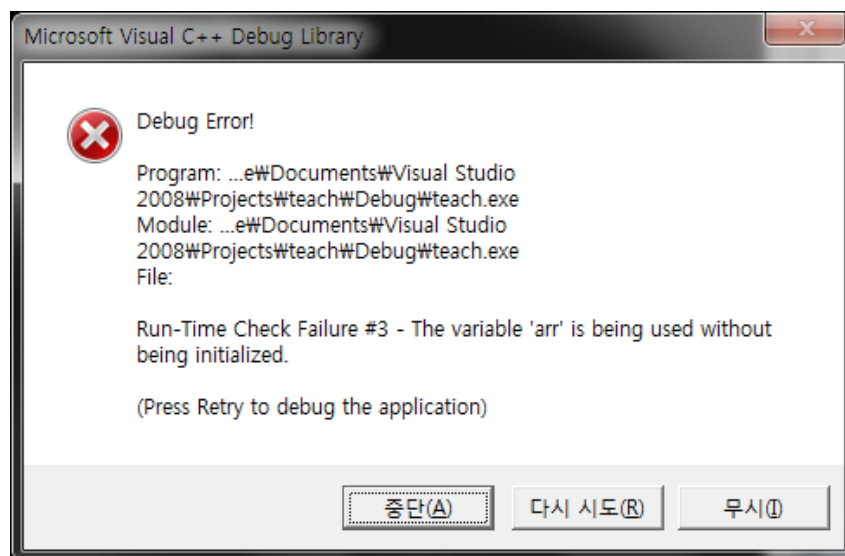 Microsoft Visual C++ Debug Library
Debug Error!
Program: ...e₩Documents₩Visual Studio
2008₩Projects₩teach₩Debug₩teach.exe
Module: ...e₩Documents₩Visual Studio
2008₩Projects₩teach₩Debug₩teach.exe
File:
Run-Time Check Failure #3 - The variable 'arr' is being used without
being initialized.
(Press Retry to debug the application)
중단(A) 다시 시도(R) 무시(I)